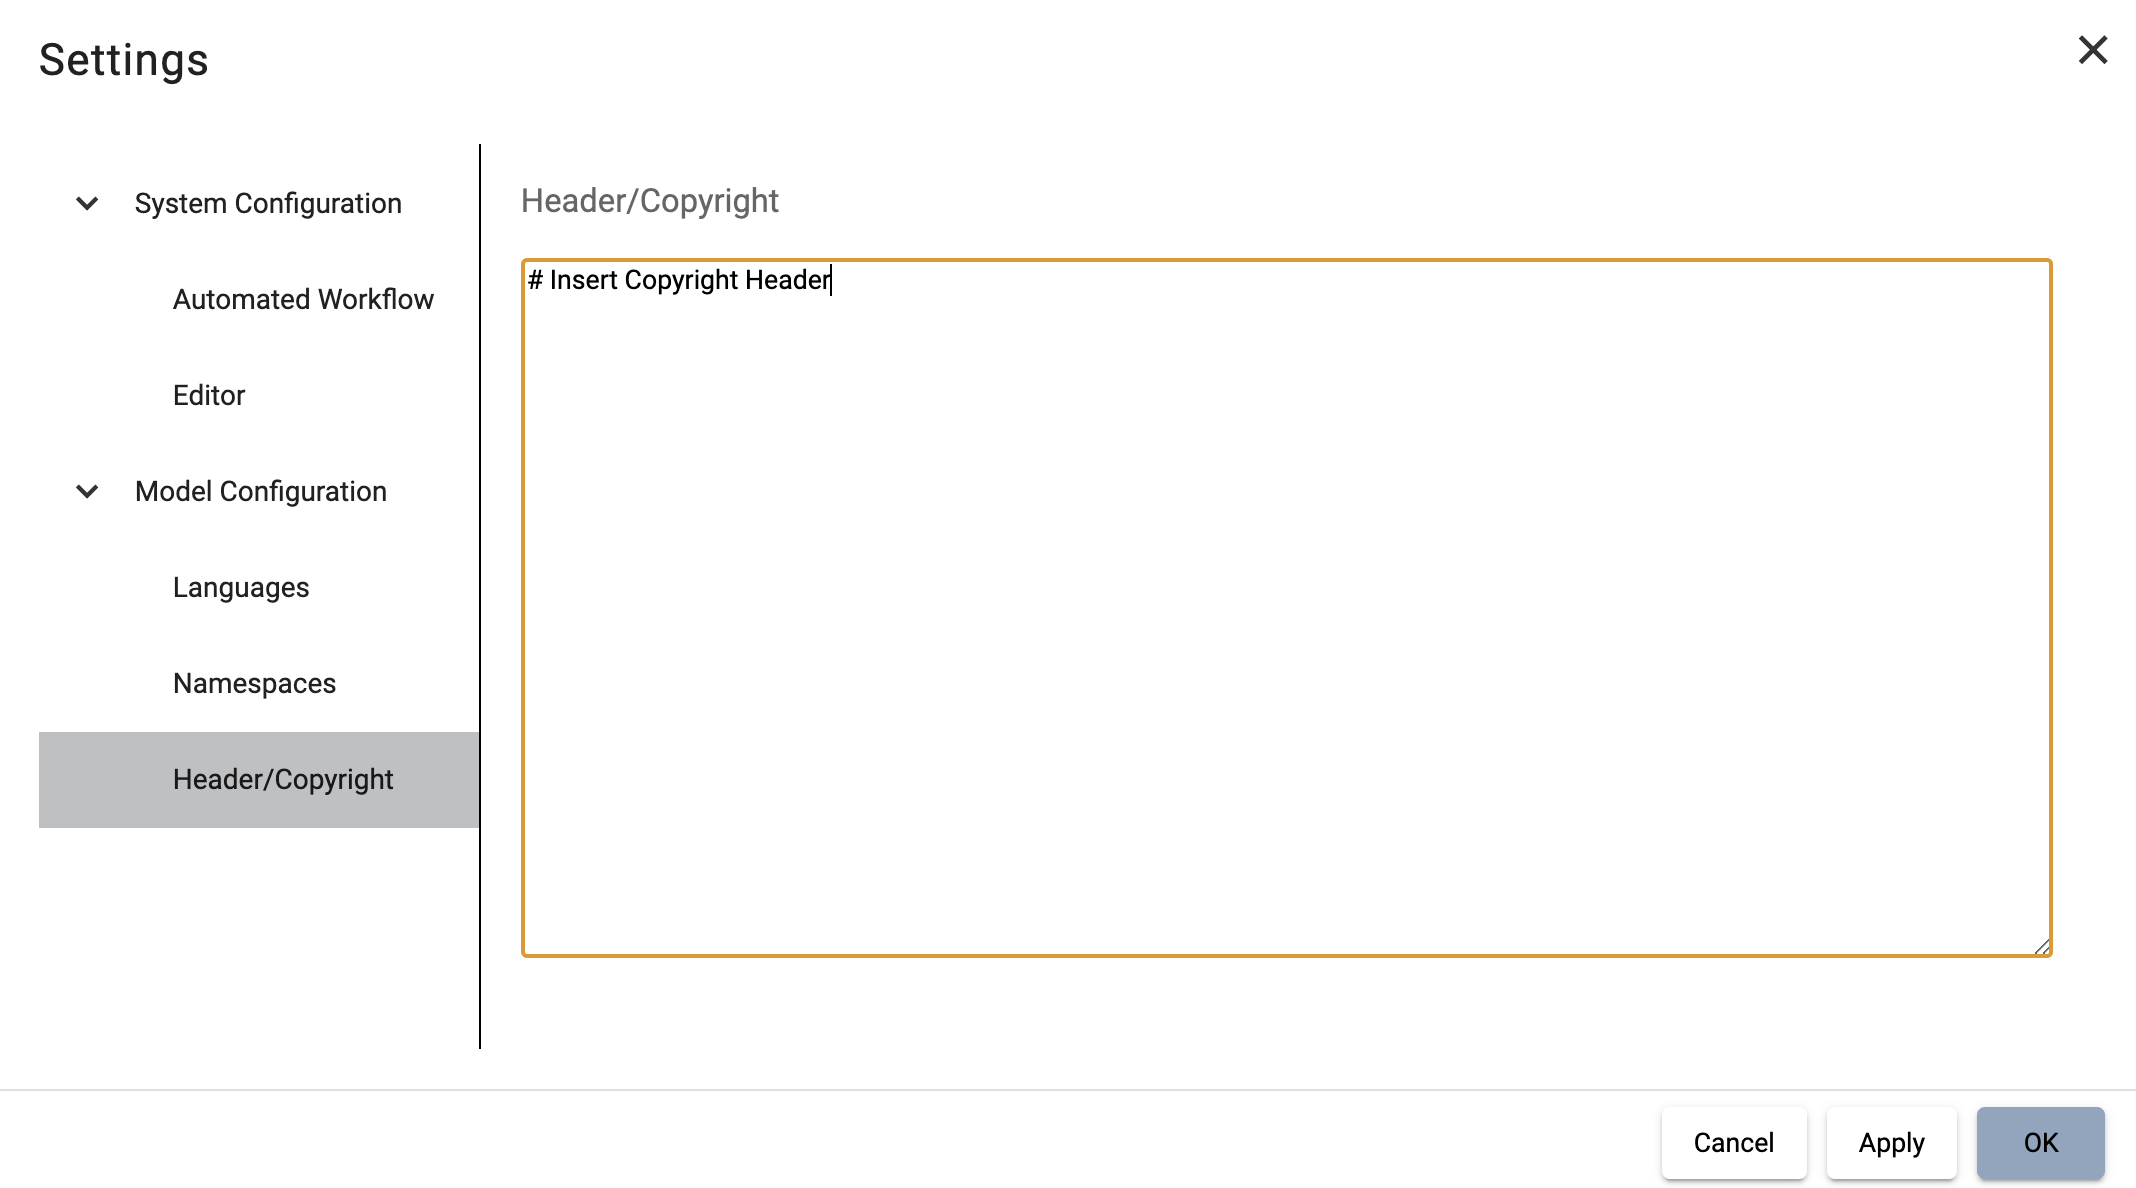 Settings
System Configuration
Automated Workflow
Editor
Model Configuration
Languages
Namespaces
Header/Copyright
Header/Copyright
# Insert Copyright Header
Cancel
Apply
OK